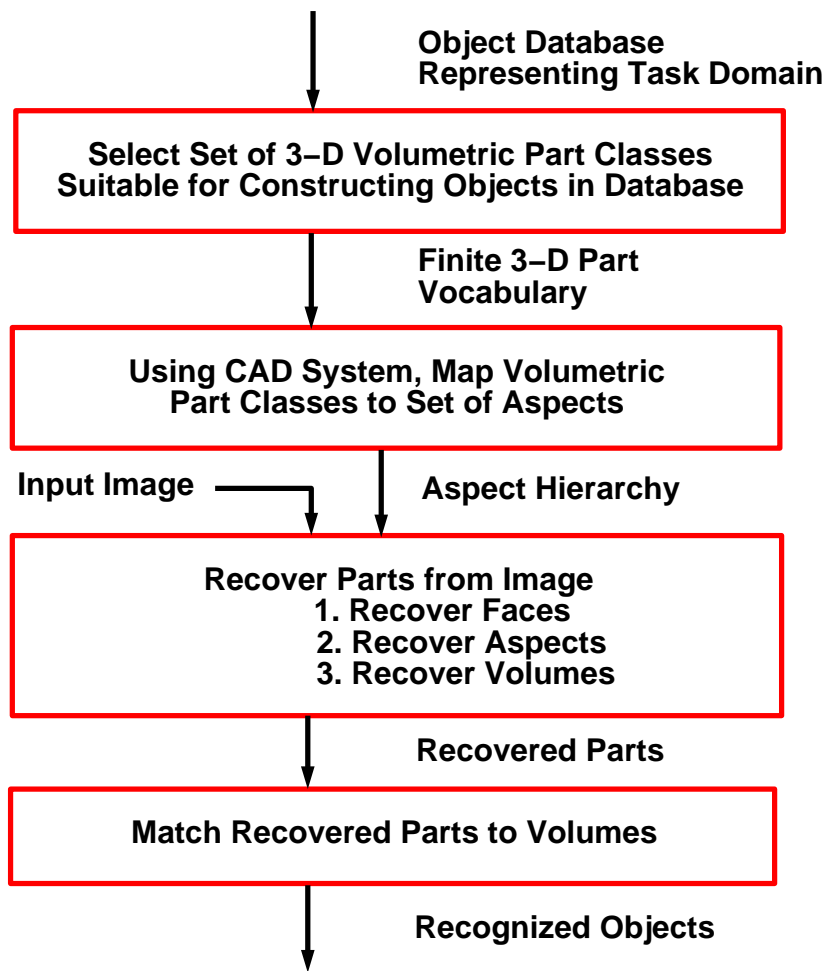 Object Database
Representing Task Domain
Select Set of 3–D Volumetric Part Classes
Suitable for Constructing Objects in Database
Finite 3–D Part
Vocabulary
Using CAD System, Map Volumetric
Part Classes to Set of Aspects
Input Image
Aspect Hierarchy
Recover Parts from Image
1. Recover Faces
2. Recover Aspects
3. Recover Volumes
Recovered Parts
Match Recovered Parts to Volumes
Recognized Objects